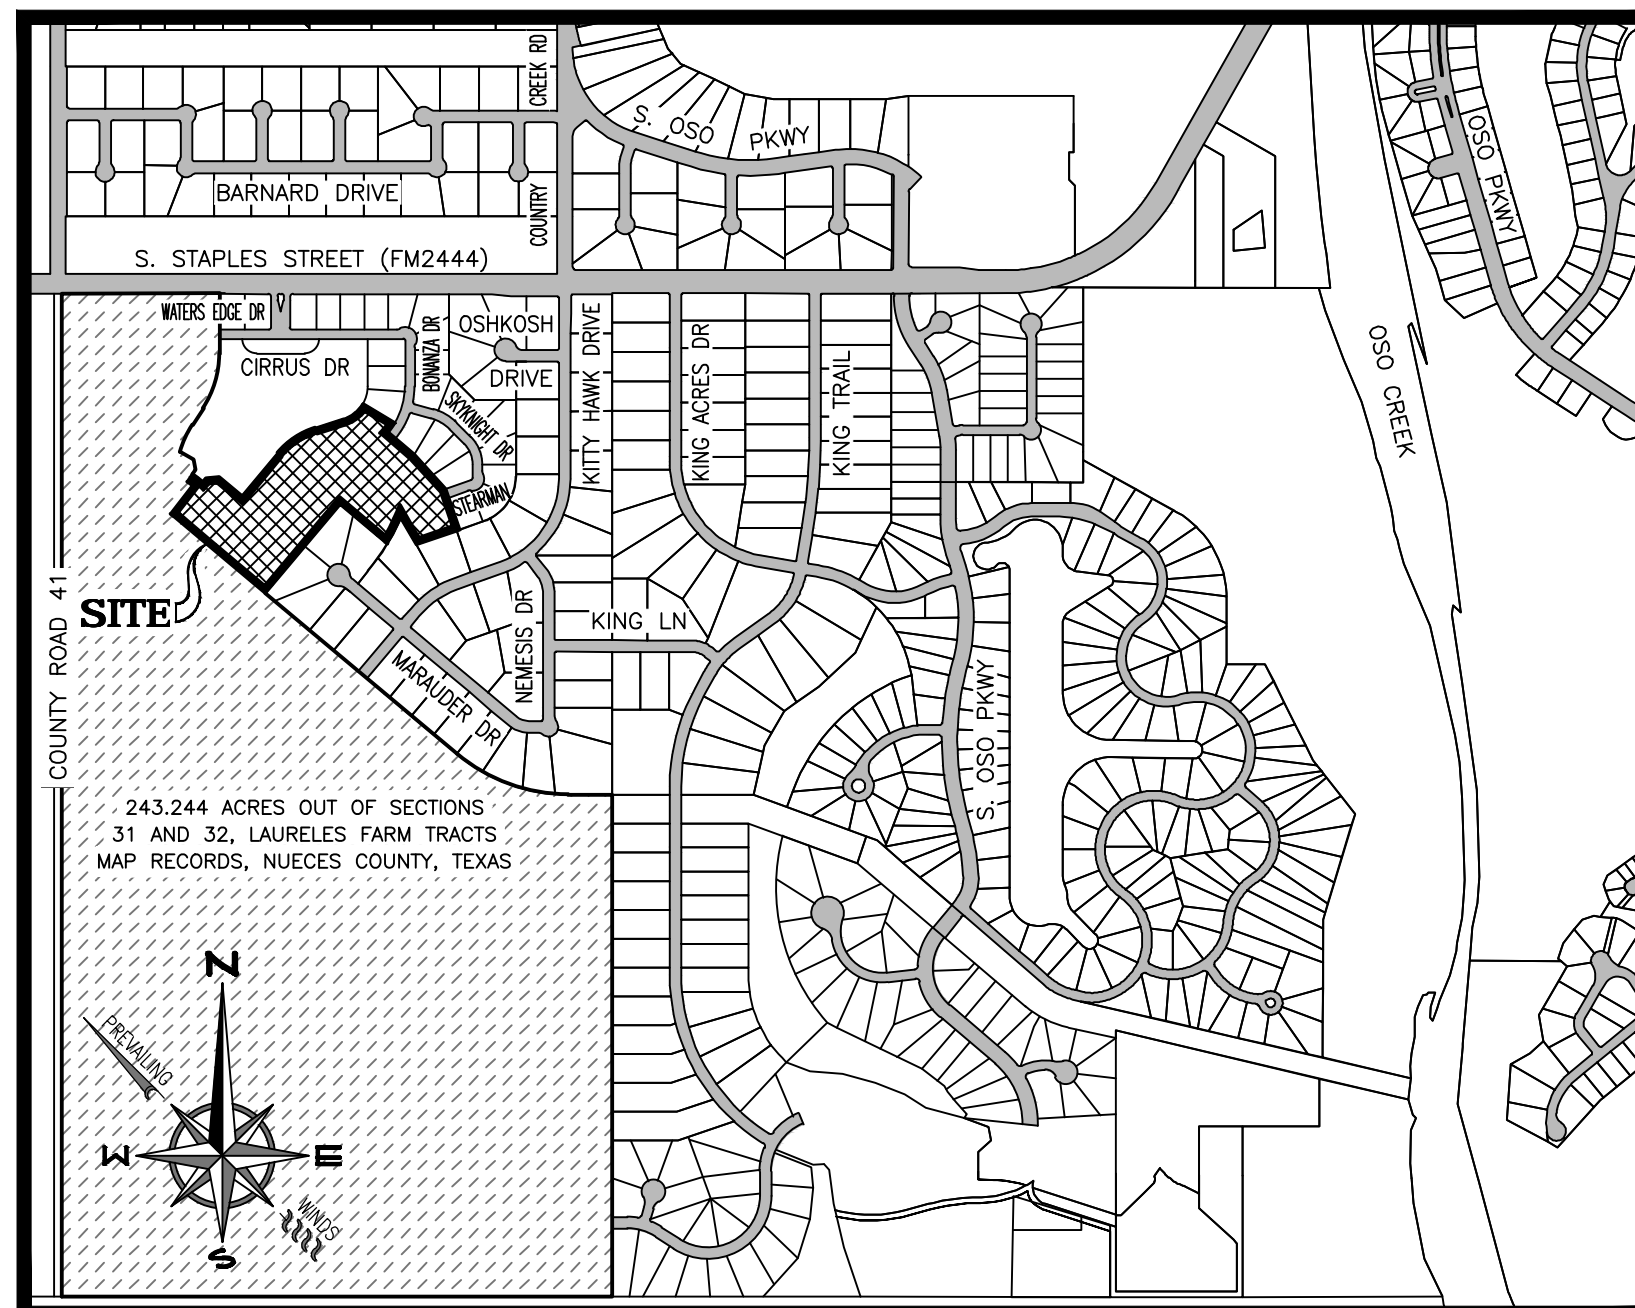 CREEK RD
S. OSO
PKWY
OSO PKWY
BARNARD DRIVE
COUNTRY
S. STAPLES STREET (FM2444)
WATERS EDGE DR
CIRRUS DR
BONANZA DR
OSHKOSH
DRIVE
KITTY HAWK DRIVE
KING ACRES DR
KING TRAIL
OSO CREEK
SKYKNIGHT DR
STEARMAN
SITE
COUNTY ROAD 41
NEMESIS DR
KING LN
MARAUDER DR
S. OSO PKWY
243.244 ACRES OUT OF SECTIONS
31 AND 32, LAURELES FARM TRACTS
MAP RECORDS, NUECES COUNTY, TEXAS
N
PREVAILING
W
E
WINDS
S